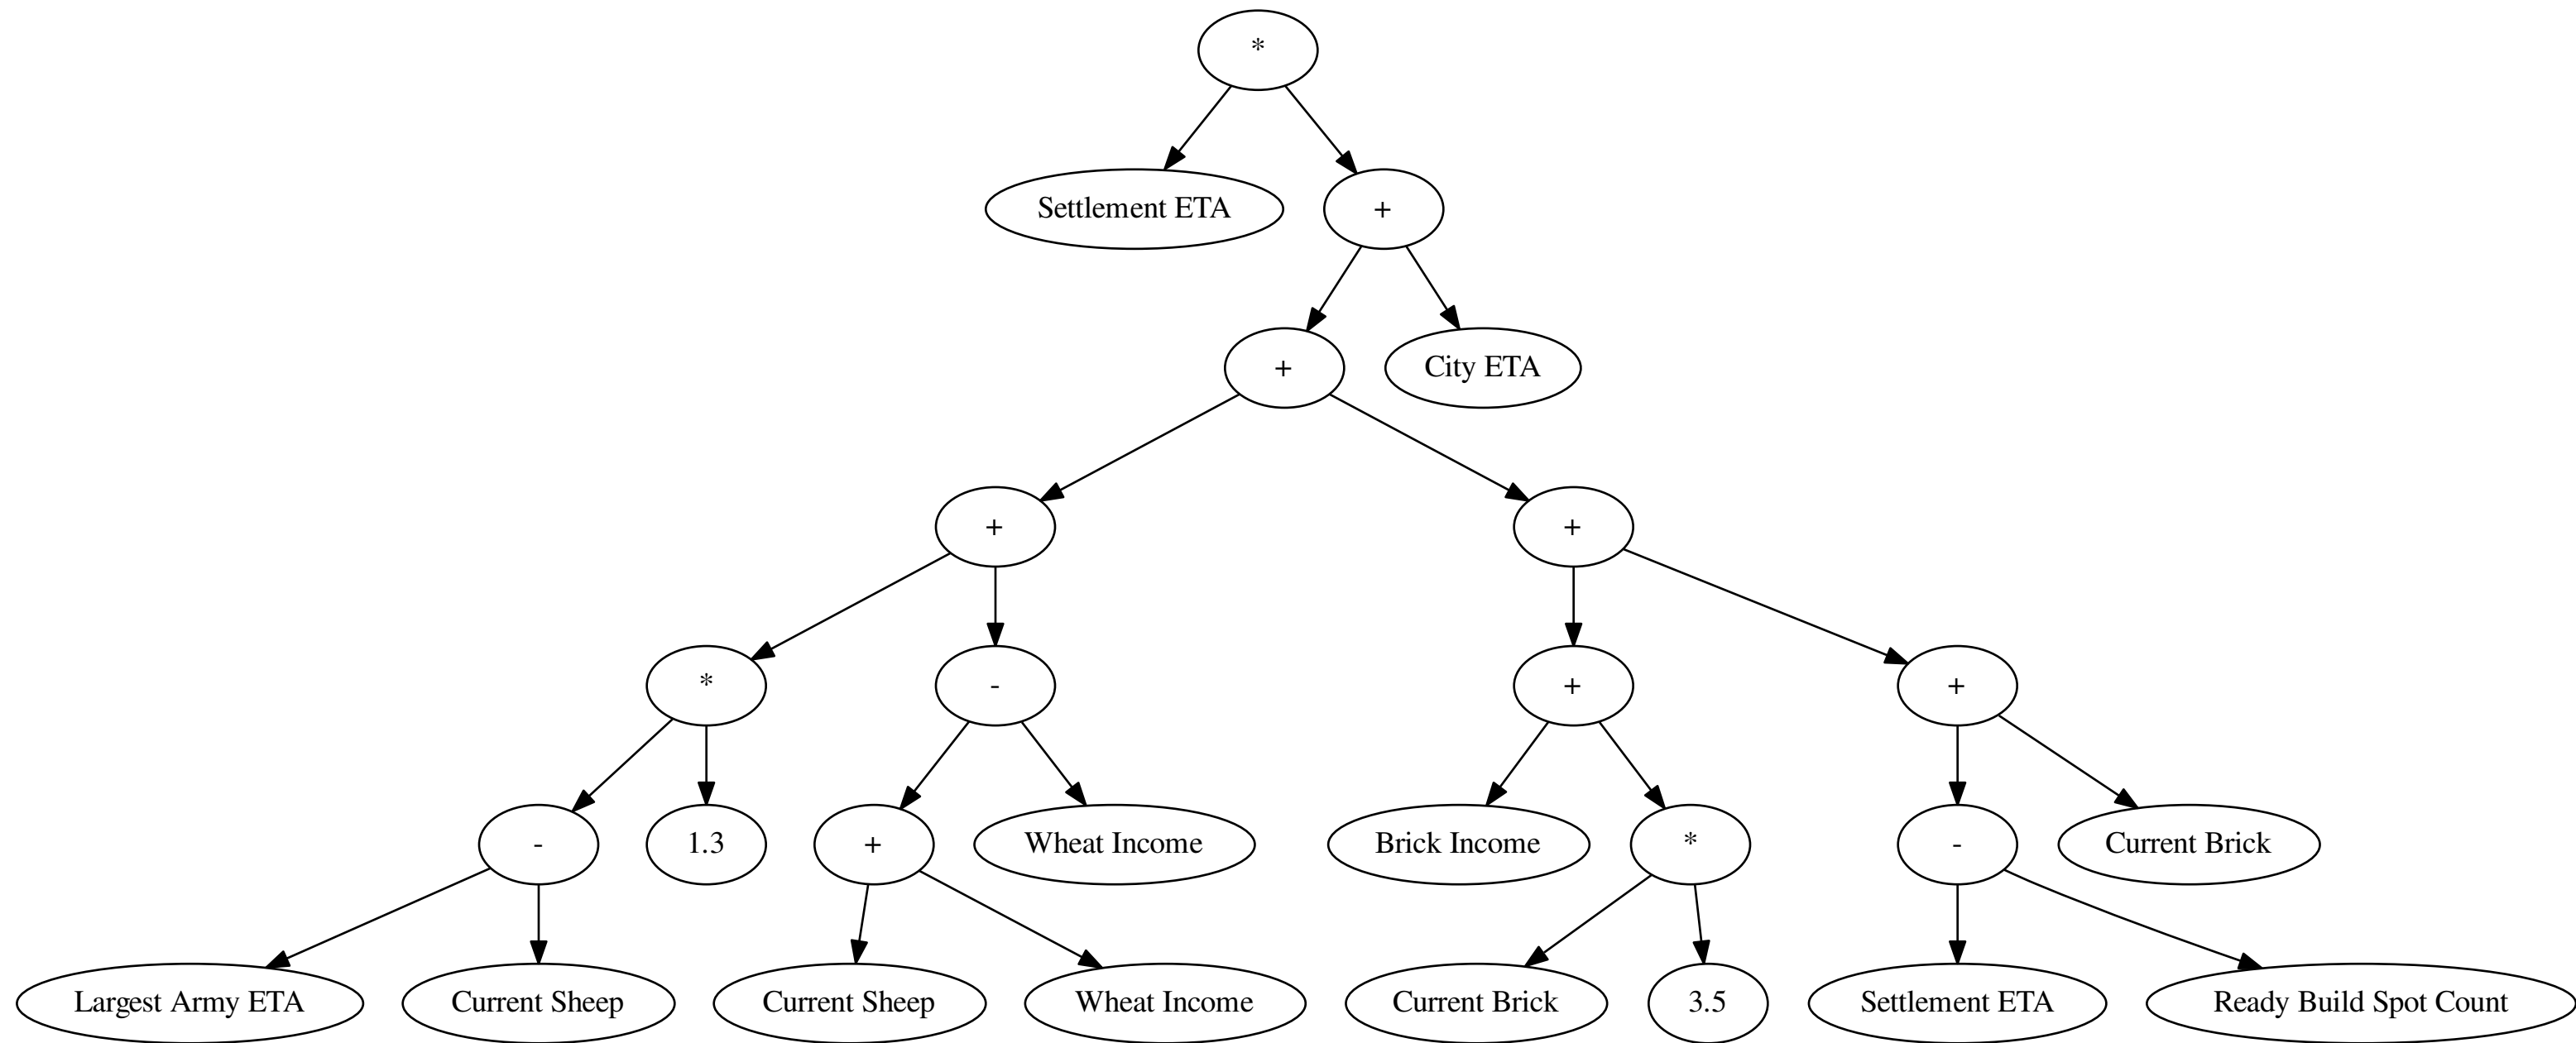 *
Settlement ETA
+
+
City ETA
+
+
*
-
+
+
-
1.3
+
Wheat Income
Brick Income
*
-
Current Brick
Largest Army ETA
Current Sheep
Current Sheep
Wheat Income
Current Brick
3.5
Settlement ETA
Ready Build Spot Count